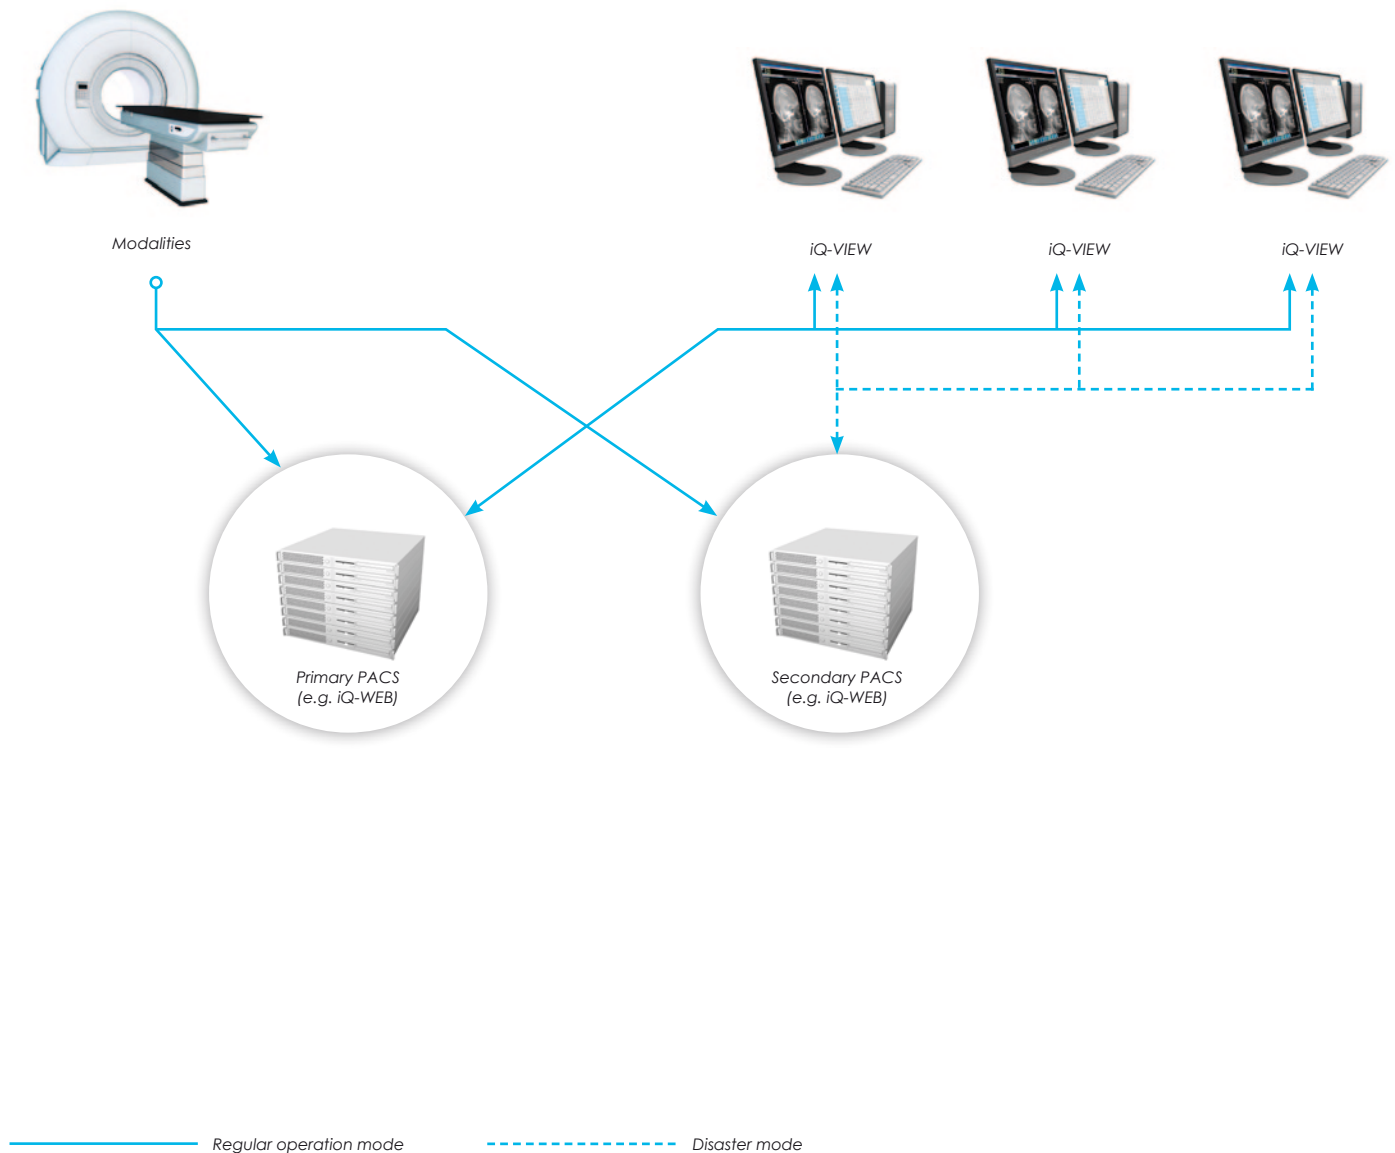 Modalities
iQ-VIEW
iQ-VIEW
iQ-VIEW
Primary PACS
(e.g. iQ-WEB)
Secondary PACS
(e.g. iQ-WEB)
Regular operation mode
Disaster mode